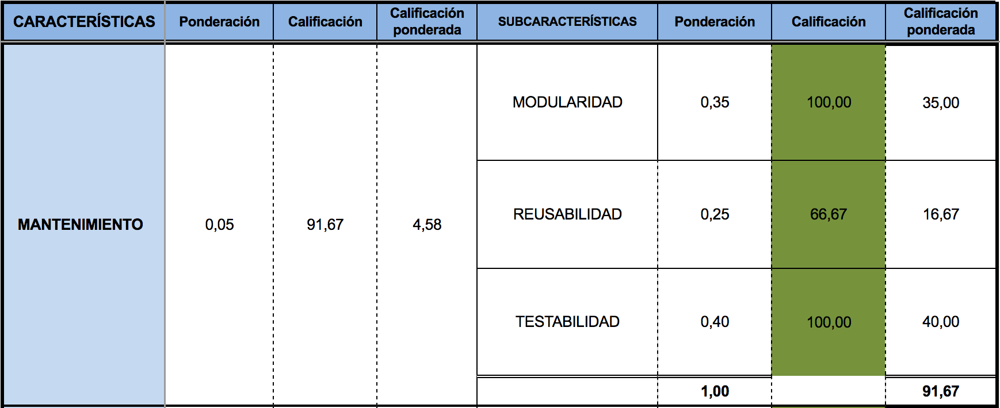 CARACTERÍSTICAS Ponderación Calificación Calificación ponderada SUBCARACTERÍSTICAS Ponderación Calificación Calificación ponderada
MODULARIDAD 0,35 100,00 35,00
MANTENIMIENTO 0,05 91,67 4,58 REUSABILIDAD 0,25 66,67 16,67
TESTABILIDAD 0,40 100,00 40,00
1,00 91,67